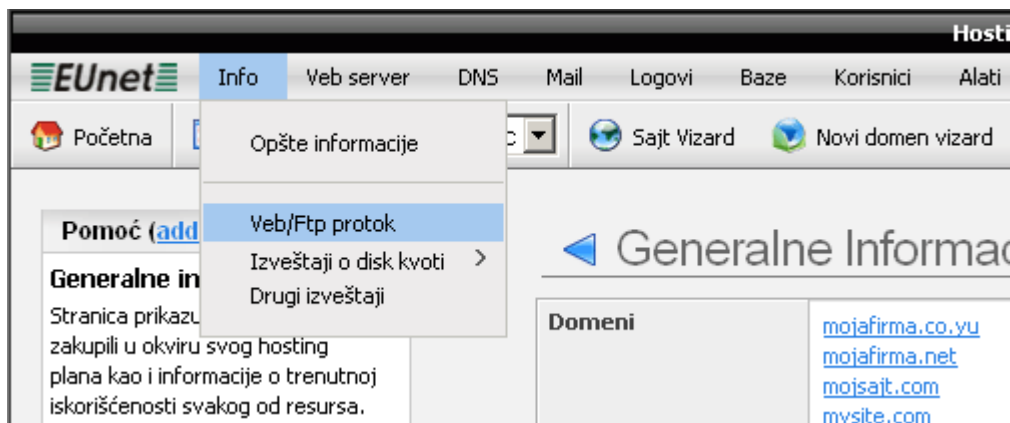 Hosti
EUnet Info Veb server DNS Mail Logovi Baze Korisnici Alati
Početna Sajt Vizard Novi domen vizard
Opšte informacije
Veb/Ftp protok
Izveštaji o disk kvoti >
Drugi izveštaji
Pomoć (add
Generalne in
Stranica prikazu
zakupili u okviru svog hosting
plana kao i informacije o trenutnoj
iskorišćenosti svakog od resursa.
Generalne Informac
Domeni
mojafirma.co.yu
mojafirma.net
mojsajt.com
mysite.com